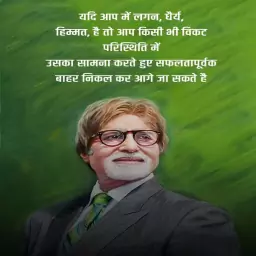 यदि आप में लगन, धैर्य,
हिम्मत, है तो आप किसी भी विकट
परिस्थिति में
उसका सामना करते हुए सफलतापूर्वक
बाहर निकल कर आगे जा सकते है